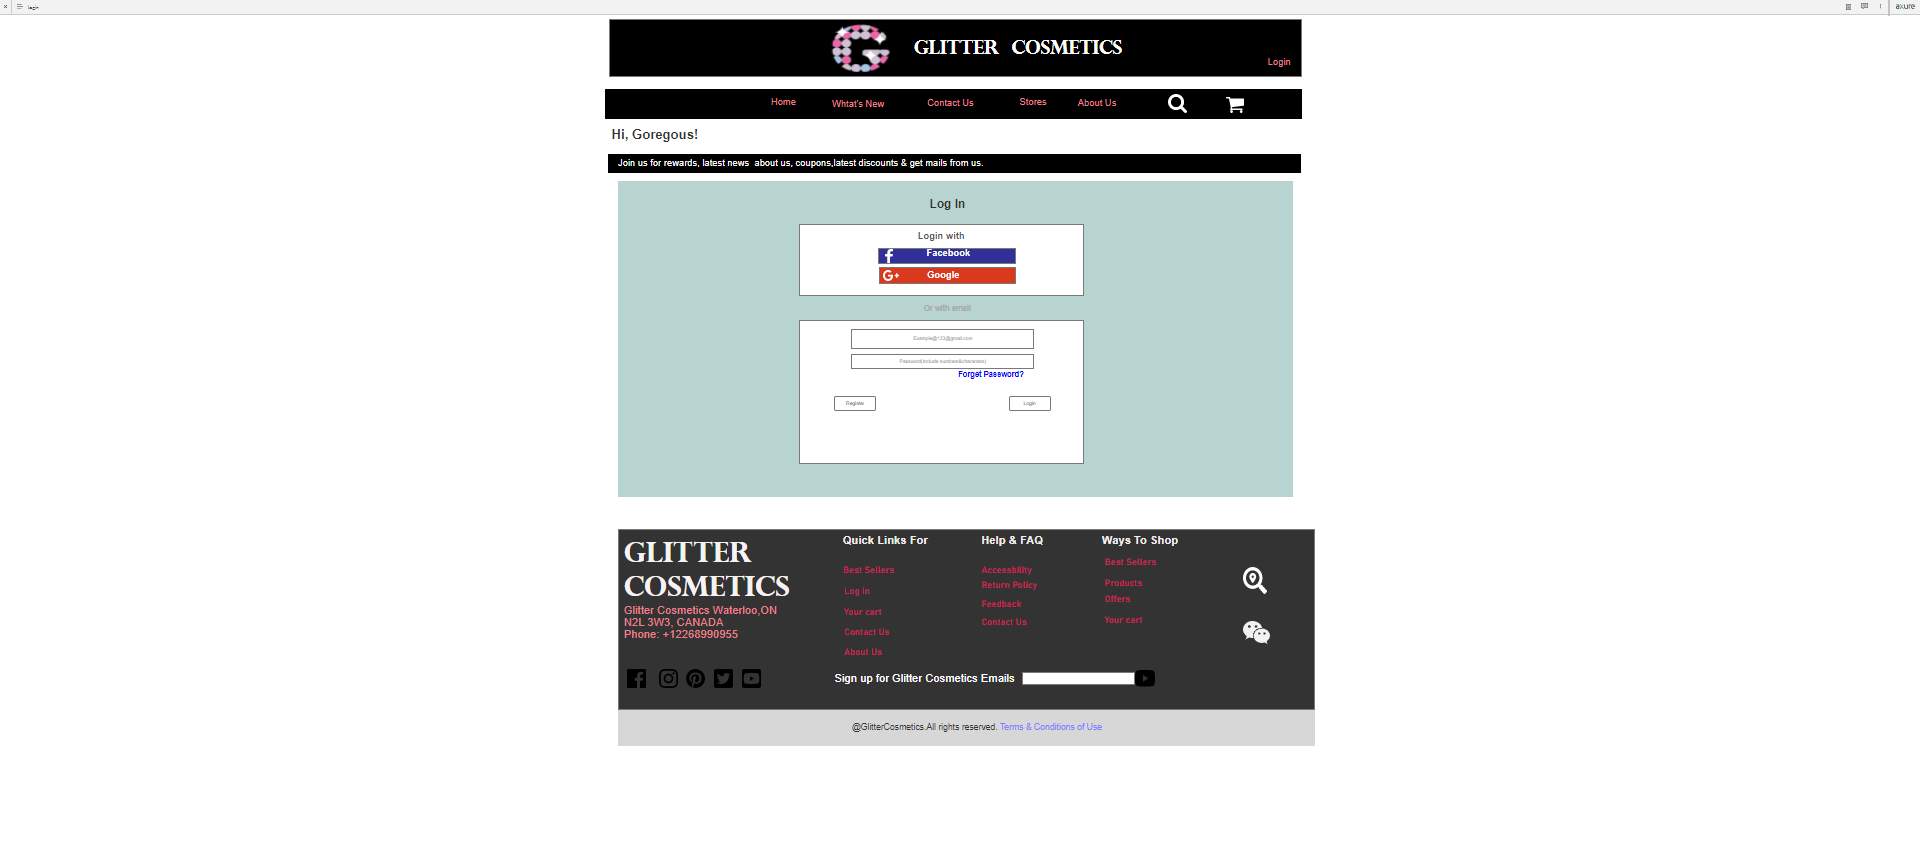 login
axure
GLITTER COSMETICS
Login
Home
Whtat's New
Contact Us
Stores
About Us
Hi, Goregous!
Join us for rewards, latest news about us, coupons,latest discounts & get mails from us.
Log In
Login with
Facebook
Google
Or with email
Example@123@gmail.com
Password(Include numbers&characters)
Forget Password?
Register
Login
GLITTER
COSMETICS
Glitter Cosmetics Waterloo,ON
N2L 3W3, CANADA
Phone: +12268990955
Quick Links For
Best Sellers
Log In
Your cart
Contact Us
About Us
Help & FAQ
Accessbility
Return Policy
Feedback
Contact Us
Ways To Shop
Best Sellers
Products
Offers
Your cart
Sign up for Glitter Cosmetics Emails
@GlitterCosmetics.All rights reserved. Terms & Conditions of Use